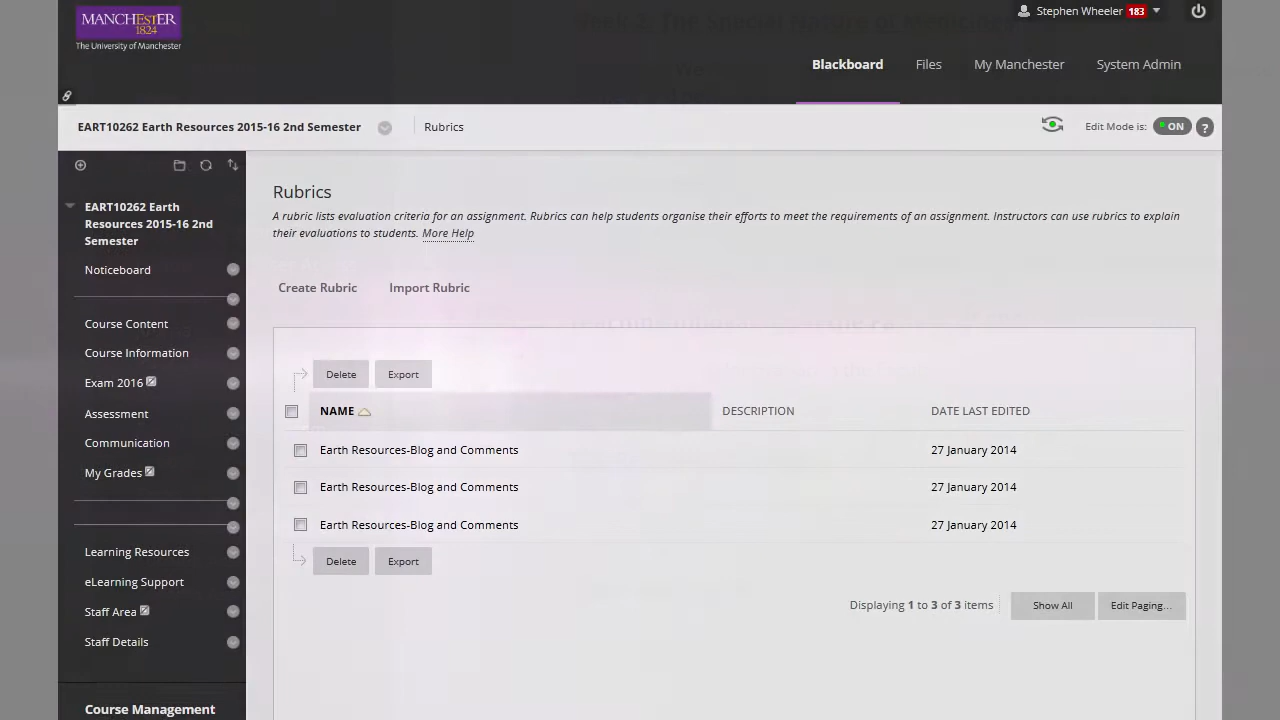 MANCHESTER
1824
The University of Manchester
Stephen Wheeler 183
Blackboard Files My Manchester System Admin
EART10262 Earth Resources 2015-16 2nd Semester Rubrics
Edit Mode is: ON ?
EART10262 Earth
Resources 2015-16 2nd
Semester
Noticeboard
Course Content
Course Information
Exam 2016
Assessment
Communication
My Grades
Learning Resources
eLearning Support
Staff Area
Staff Details
Course Management
Rubrics
A rubric lists evaluation criteria for an assignment. Rubrics can help students organise their efforts to meet the requirements of an assignment. Instructors can use rubrics to explain
their evaluations to students. More Help
Create Rubric Import Rubric
Delete Export
NAME DESCRIPTION DATE LAST EDITED
Earth Resources-Blog and Comments 27 January 2014
Earth Resources-Blog and Comments 27 January 2014
Earth Resources-Blog and Comments 27 January 2014
Delete Export
Displaying 1 to 3 of 3 items Show All Edit Paging...